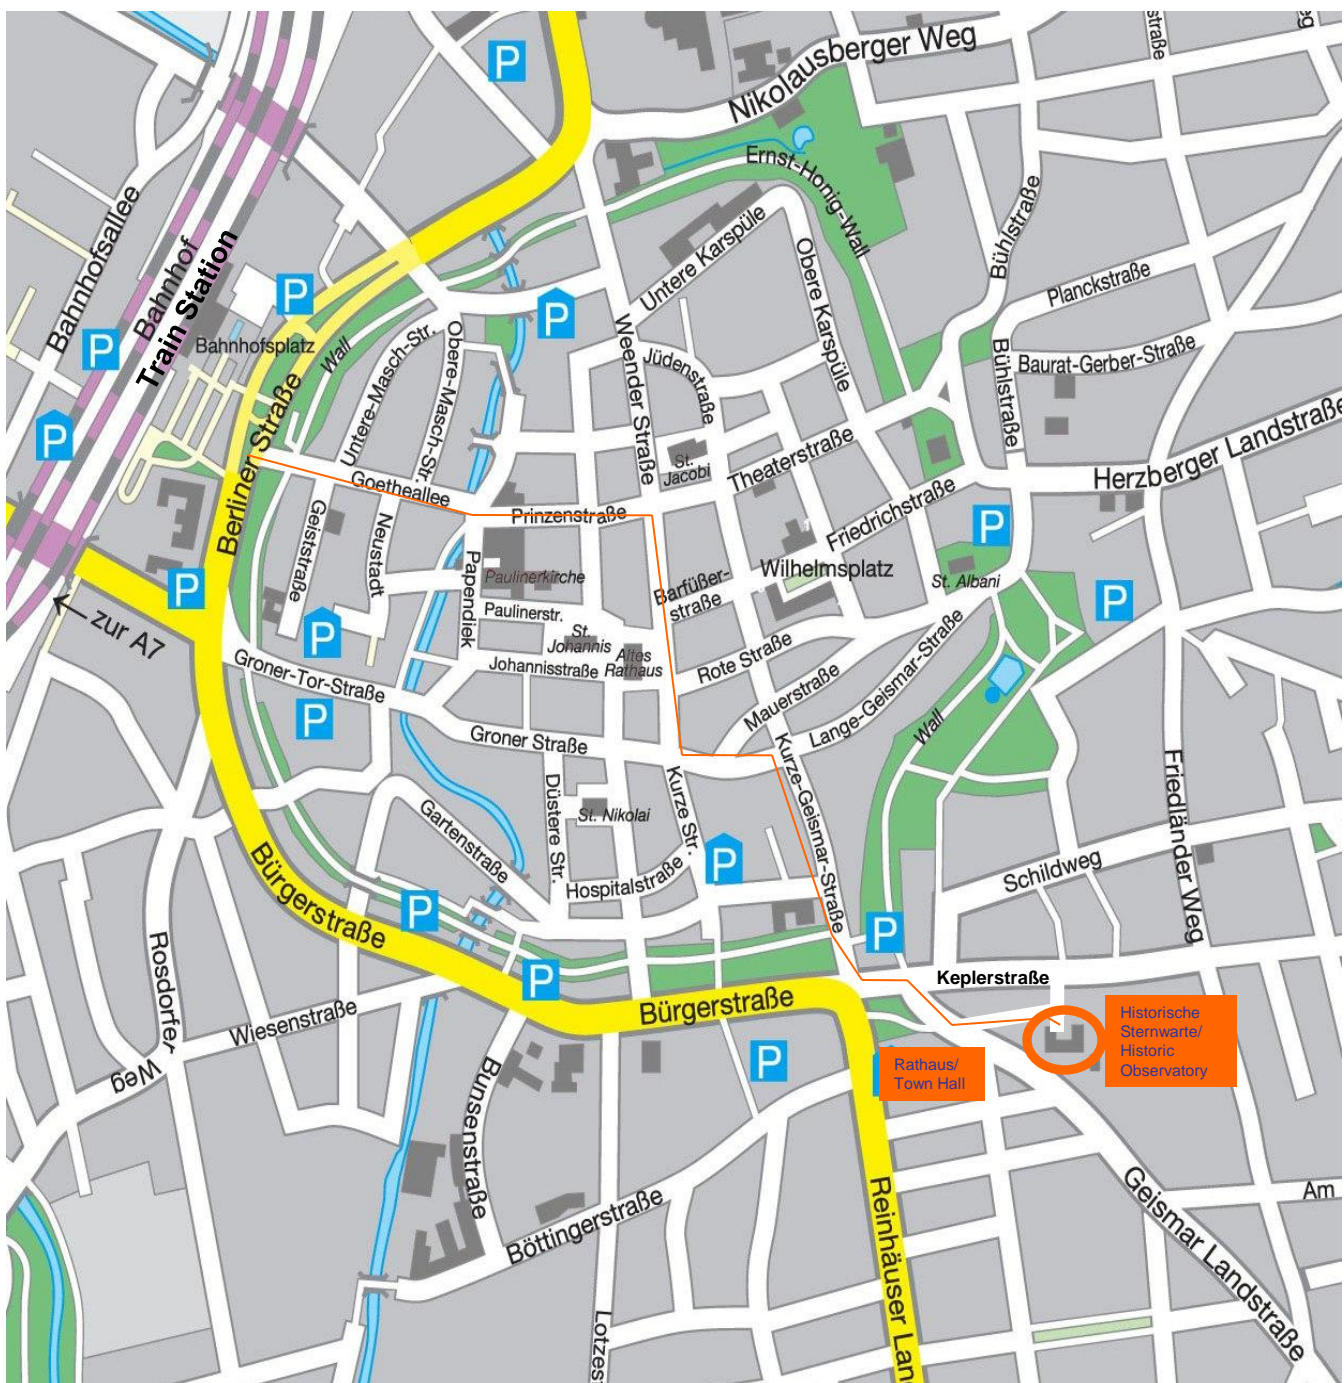 P
Nikolausberger Weg
straße
eg
Ernst-Honig-Wall
Bahnhofsallee
Bahnhof
Train Station
Untere Karspüle
Obere Karspüle
Bühlstraße
Planckstraße
P
P
P
Bahnhofsplatz
Wall
Untere-Masch-Str.
Obere-Masch-Str.
Weender Straße
Jüdenstraße
Bühlstraße
Baurat-Gerber-Straße
P
Berliner Straße
Goetheallee
St.
Jacobi
Theaterstraße
Herzberger Landstraße
Prinzenstraße
Friedrichstraße
P
Geiststraße
Neustadt
Papendiek
Paulinerkirche
Barfüßer-
straße
Wilhelmsplatz
St. Albani
P
P
zur A7
P
Paulinerstr.
St.
Johannis
Altes
Rathaus
Johannisstraße
Rote Straße
Groner-Tor-Straße
P
Mauerstraße
Lange-Geismar-Straße
Wall
Groner Straße
Kurze-Geismar-Straße
Düstere Str.
Kurze Str.
St. Nikolai
Gartenstraße
Hospitalstraße
P
Schildweg
Friedländer Weg
Bürgerstraße
P
P
Rosdorfer
Weg
Wiesenstraße
P
Bürgerstraße
Keplerstraße
Historische
Sternwarte/
Historic
Observatory
Rathaus/
Town Hall
P
Bunsenstraße
Böttingerstraße
Reinhäuser Lan
Geismar Landstraße
Am
Lotzes